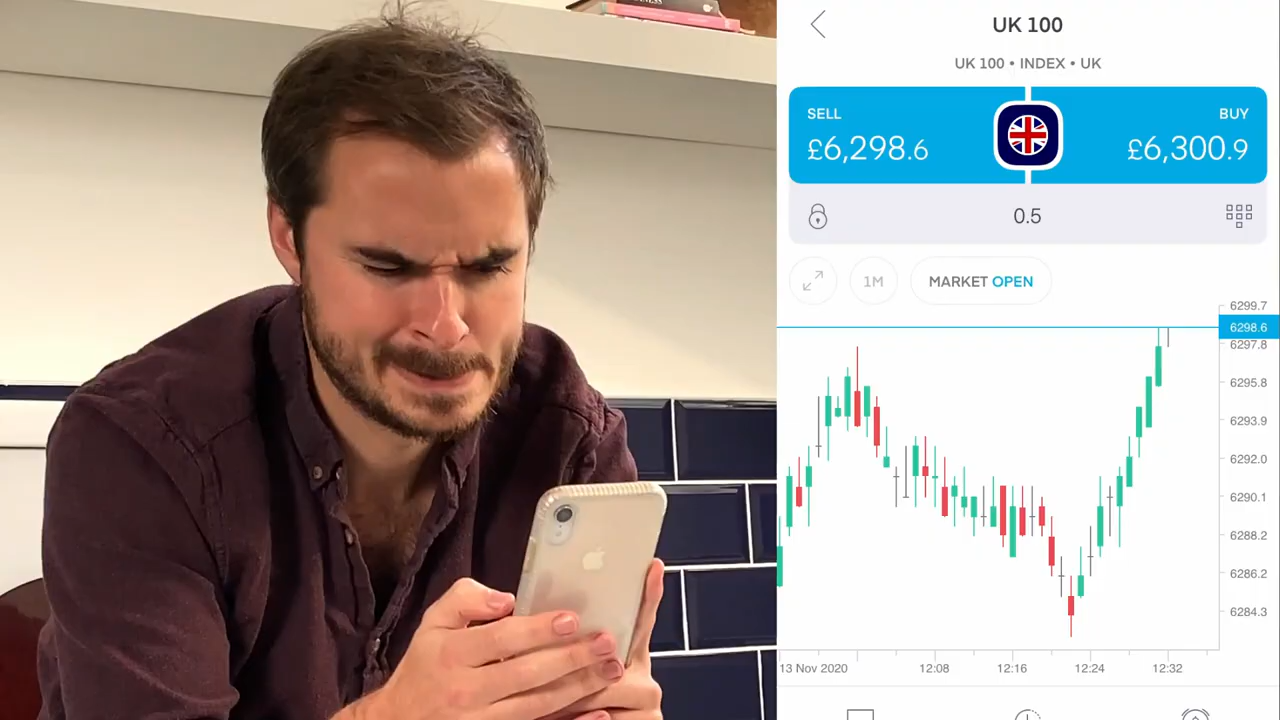 UK 100
UK 100 • INDEX • UK
SELL
BUY
£6,298.6
£6,300.9
0.5
1M
MARKET OPEN
6299.7
6298.6
6297.8
6295.8
6293.9
6292.0
6290.1
6288.2
6286.2
6284.3
13 Nov 2020
12:08
12:16
12:24
12:32